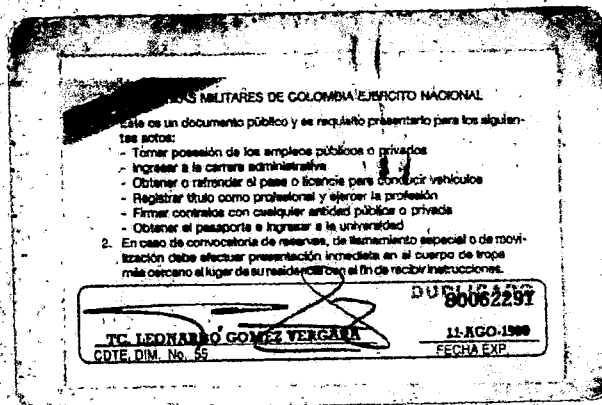 MILITARES DE COLOMBIA EJERCITO NACIONAL
Este es un documento público y es requisito presentarlo para los siguien-
tes actos:
- Tomar posesión de los empleos públicos o privados
- Ingresar a la carrera administrativa
- Obtener o refrendar el pase o licencia para conducir vehículos
- Registrar título como profesional y ejercer la profesión
- Firmar contratos con cualquier entidad pública o privada
- Obtener el pasaporte e ingresar a la universidad
2. En caso de convocatoria de reservas, de llamamiento especial o de movi-
lización debe efectuar presentación inmediata en el cuerpo de tropa
más cercano al lugar de su residencia con el fin de recibir instrucciones.
DUPLICADO
80062291
TC. LEONARDO GOMEZ VERGARA
CDTE. DIM. No. 55
11-AGO-
FECHA EXP.